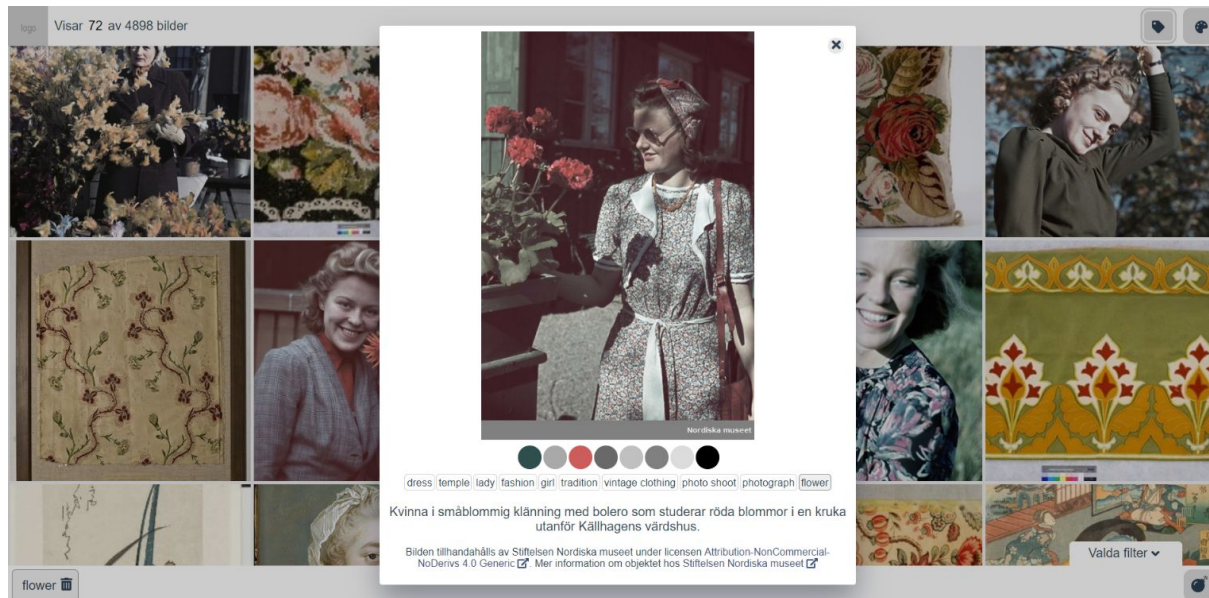 logo
Visar 72 av 4898 bilder
Nordiska museet
dress temple lady fashion girl tradition vintage clothing photo shoot photograph flower
Kvinna i småblommig klänning med bolero som studerar röda blommor i en kruka
utanför Källhagens värdshus.
Bilden tillhandahålls av Stiftelsen Nordiska museet under licensen Attribution-NonCommercial-
NoDerivs 4.0 Generic. Mer information om objektet hos Stiftelsen Nordiska museet
Valda filter
flower